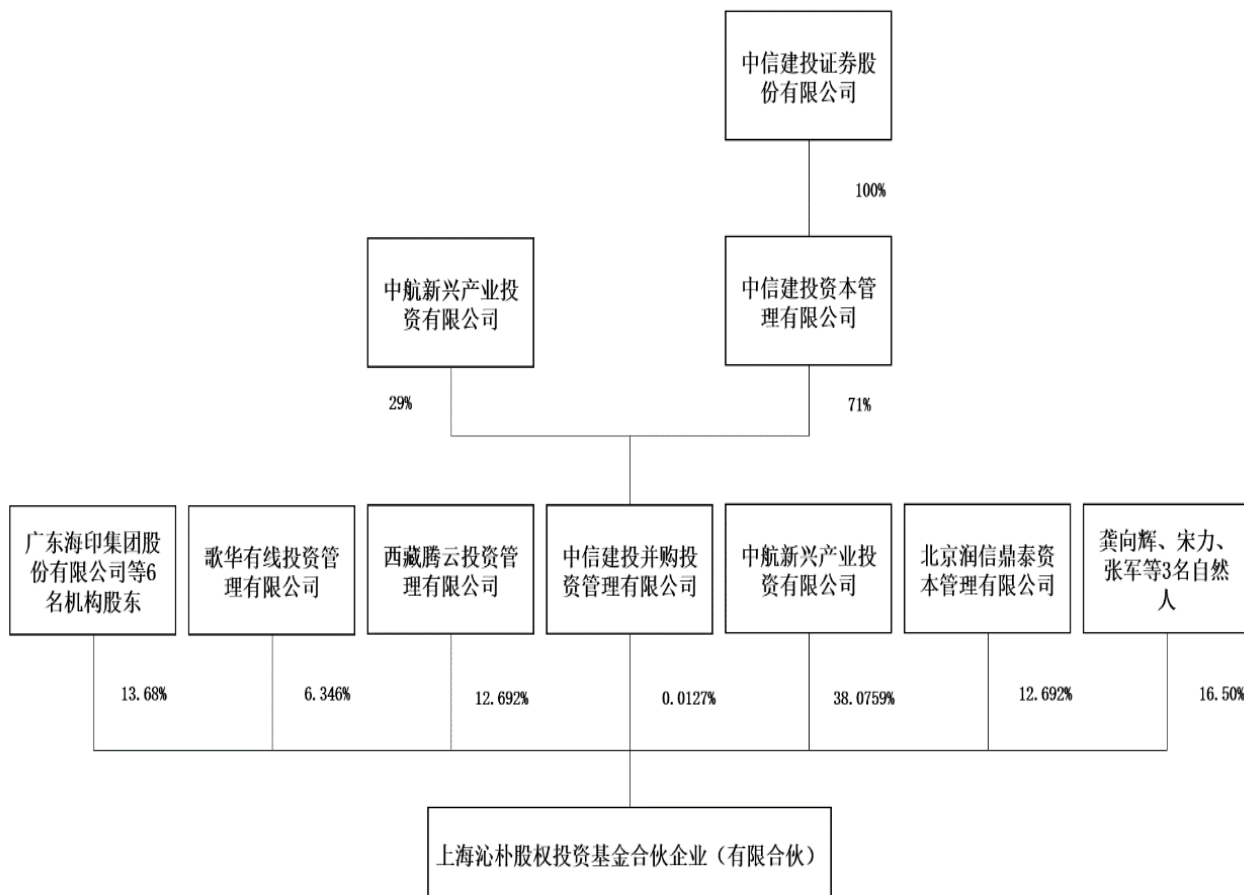 中信建投证券股
份有限公司
100%
中航新兴产业投
资有限公司
中信建投资本管
理有限公司
29%
71%
广东海印集团股
份有限公司等6
名机构股东
歌华有线投资管
理有限公司
西藏腾云投资管
理有限公司
中信建投并购投
资管理有限公司
中航新兴产业投
资有限公司
北京润信鼎泰资
本管理有限公司
龚向辉、宋力、
张军等3名自然
人
13.68%
6.346%
12.692%
0.0127%
38.0759%
12.692%
16.50%
上海沁朴股权投资基金合伙企业（有限合伙）